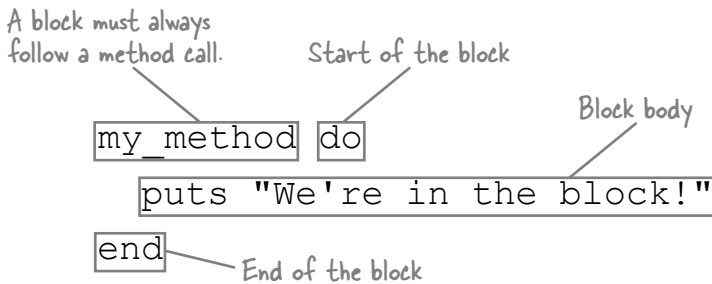 A block must always
follow a method call.
Start of the block
Block body
my_method do
puts "We're in the block!"
end
End of the block